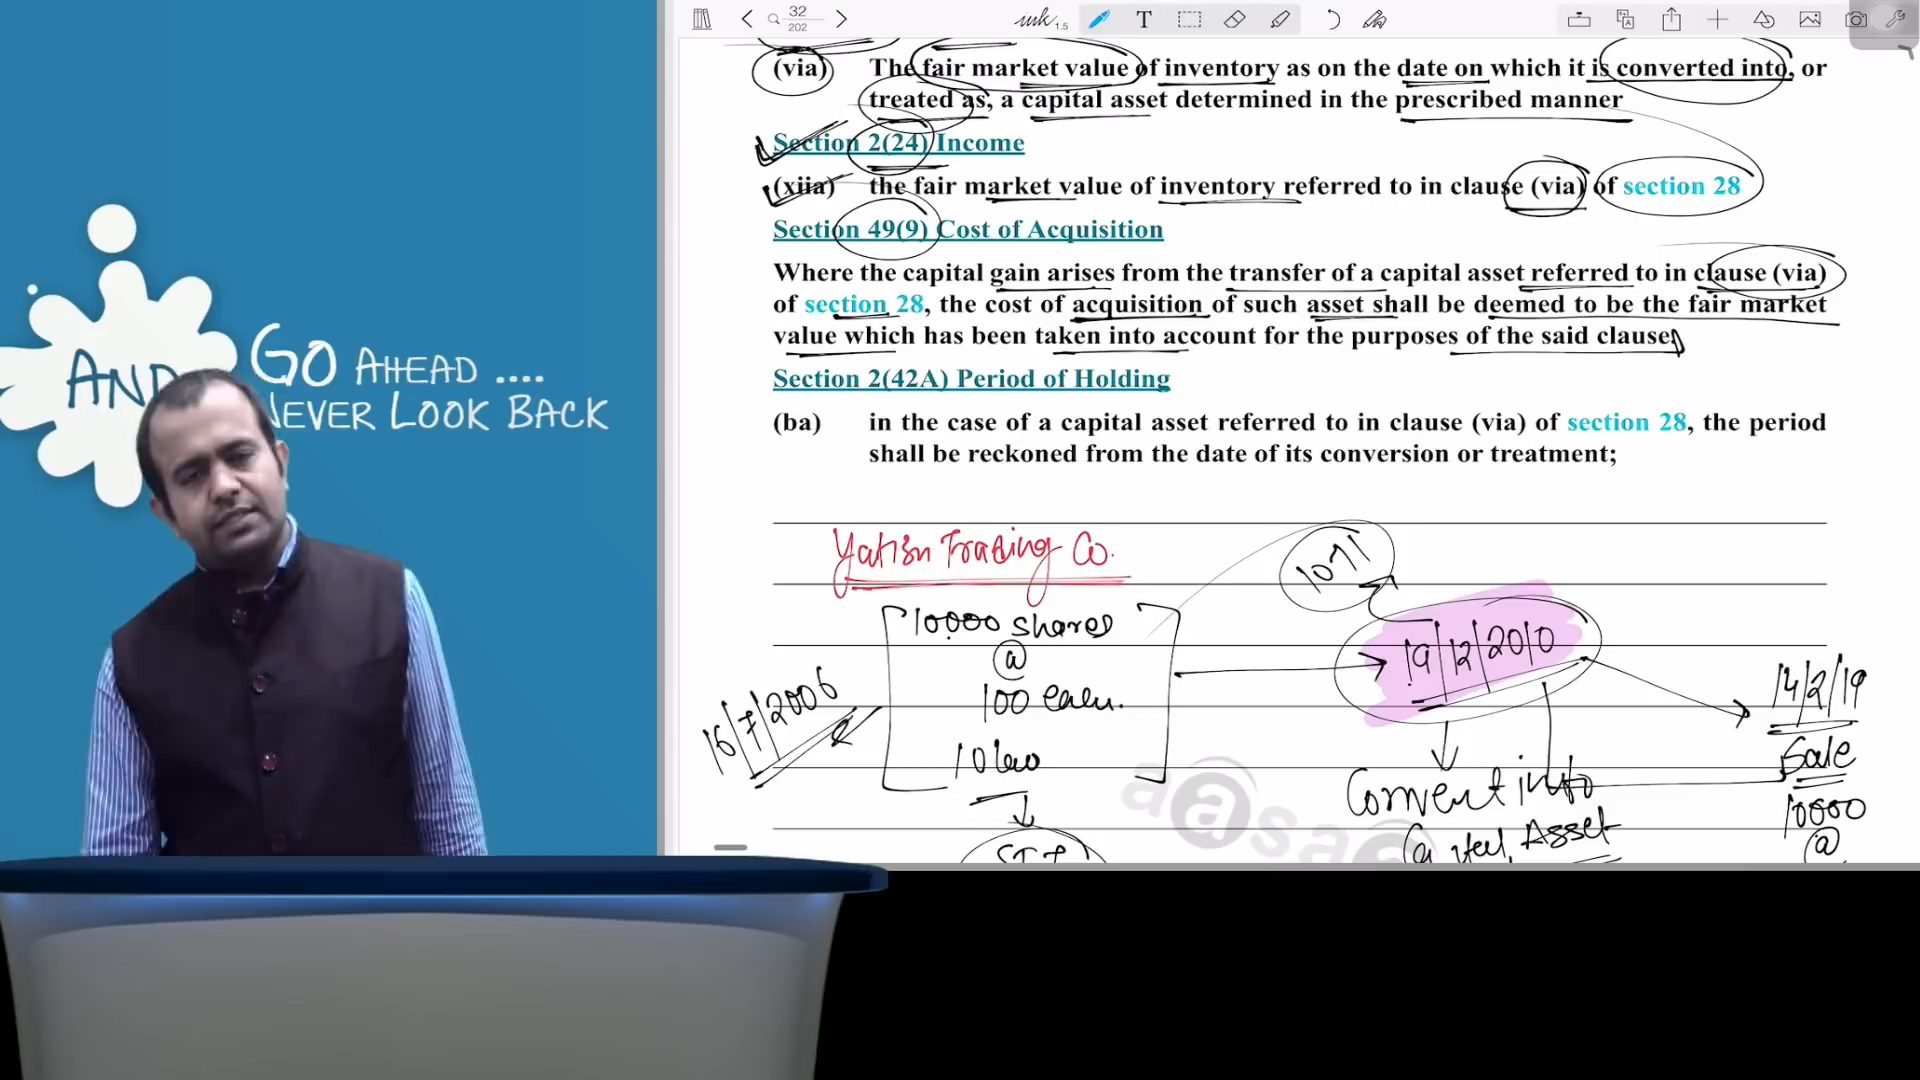 AND
GO AHEAD ....
NEVER LOOK BACK
32
202
ink 1.5
T
(via) The fair market value of inventory as on the date on which it is converted into, or
treated as, a capital asset determined in the prescribed manner
Section 2(24) Income
(xiia) the fair market value of inventory referred to in clause (via) of section 28
Section 49(9) Cost of Acquisition
Where the capital gain arises from the transfer of a capital asset referred to in clause (via)
of section 28, the cost of acquisition of such asset shall be deemed to be the fair market
value which has been taken into account for the purposes of the said clause
Section 2(42A) Period of Holding
(ba) in the case of a capital asset referred to in clause (via) of section 28, the period
shall be reckoned from the date of its conversion or treatment;
Yatish Trading Co.
10000 shares
@
100 each.
16/7/2006
19/12/2010
14/2/19
Sale
10000
@
Convert into
Asset